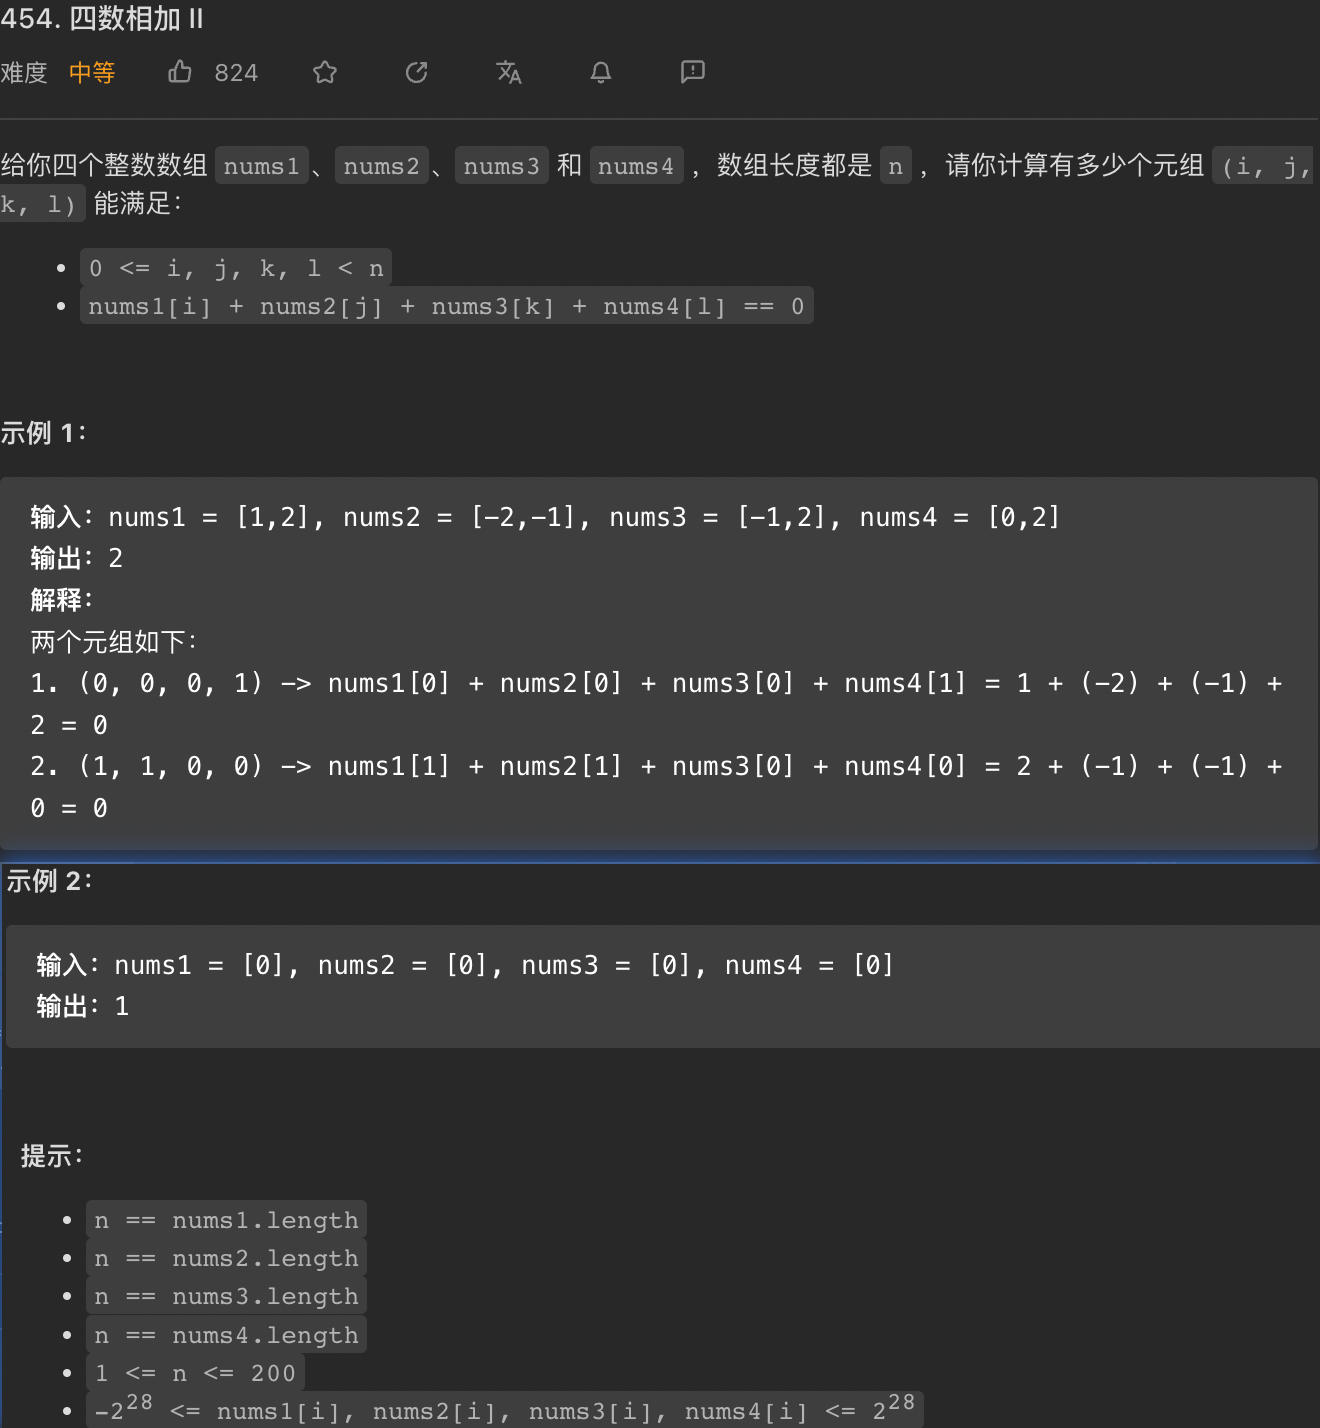 454. 四数相加 II
难度 中等 824
给你四个整数数组 nums1、nums2、nums3 和 nums4 ，数组长度都是 n ，请你计算有多少个元组 (i, j,
k, l) 能满足：
• 0 <= i, j, k, l < n
• nums1[i] + nums2[j] + nums3[k] + nums4[l] == 0
示例 1：
输入：nums1 = [1,2], nums2 = [-2,-1], nums3 = [-1,2], nums4 = [0,2]
输出：2
解释：
两个元组如下：
1. (0, 0, 0, 1) -> nums1[0] + nums2[0] + nums3[0] + nums4[1] = 1 + (-2) + (-1) +
2 = 0
2. (1, 1, 0, 0) -> nums1[1] + nums2[1] + nums3[0] + nums4[0] = 2 + (-1) + (-1) +
0 = 0
示例 2：
输入：nums1 = [0], nums2 = [0], nums3 = [0], nums4 = [0]
输出：1
提示：
• n == nums1.length
• n == nums2.length
• n == nums3.length
• n == nums4.length
• 1 <= n <= 200
• -2²⁸ <= nums1[i], nums2[i], nums3[i], nums4[i] <= 2²⁸